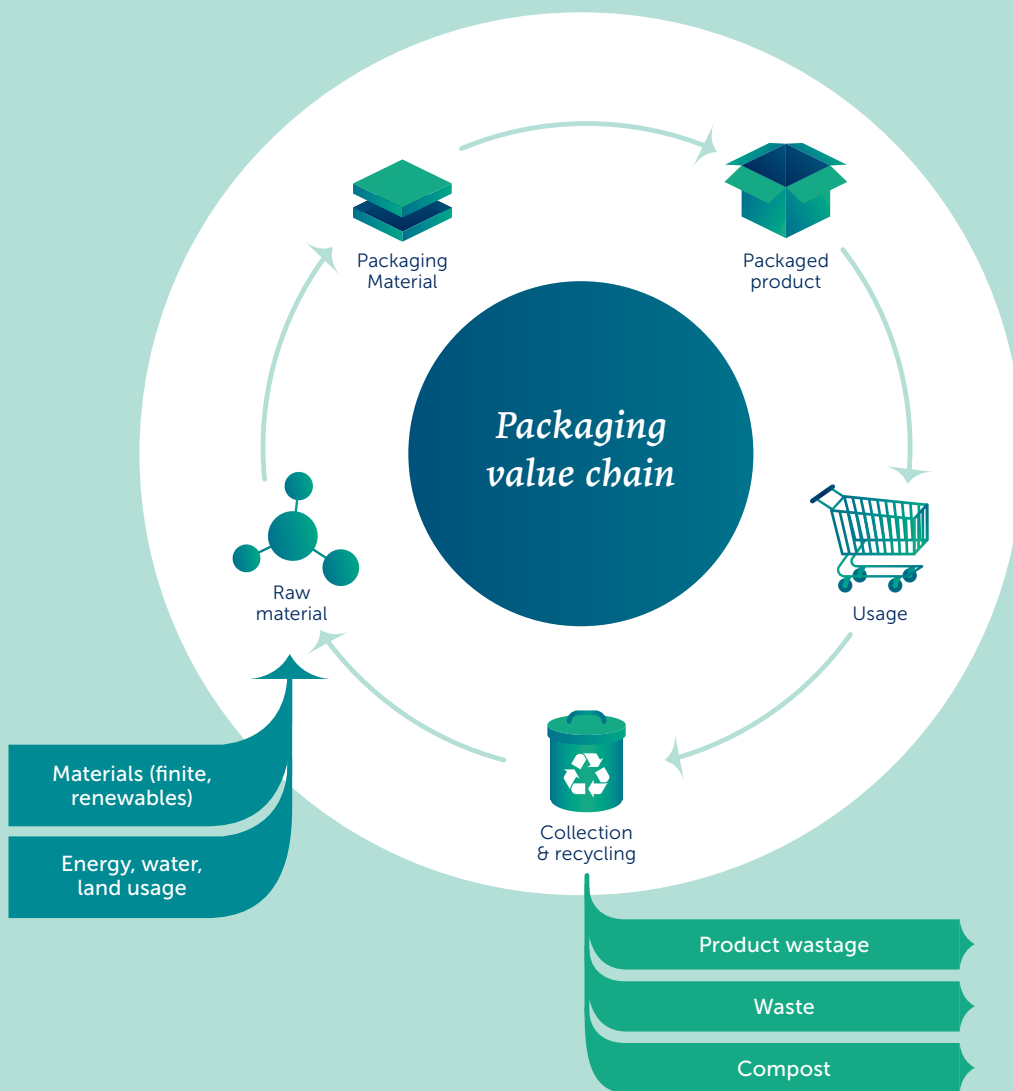 Packaging
Material
Packaged
product
Packaging
value chain
Raw
material
Usage
Materials (finite,
renewables)
Energy, water,
land usage
Collection
& recycling
Product wastage
Waste
Compost